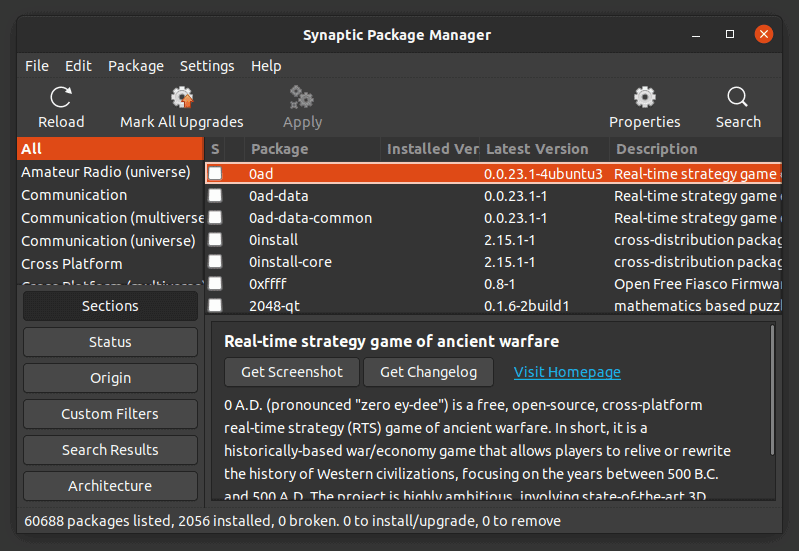 Synaptic Package Manager
File Edit Package Settings Help
Reload Mark All Upgrades Apply Properties Search
All
Amateur Radio (universe)
Communication
Communication (multiverse
Communication (universe)
Cross Platform
Cross Platform (multiverse)
Sections
Status
Origin
Custom Filters
Search Results
Architecture
S Package Installed Ver Latest Version Description
0ad 0.0.23.1-4ubuntu3 Real-time strategy game
0ad-data 0.0.23.1-1 Real-time strategy game
0ad-data-common 0.0.23.1-1 Real-time strategy game
0install 2.15.1-1 cross-distribution packag
0install-core 2.15.1-1 cross-distribution packag
0xffff 0.8-1 Open Free Fiasco Firmwa
2048-qt 0.1.6-2build1 mathematics based puzzl
Real-time strategy game of ancient warfare
Get Screenshot Get Changelog Visit Homepage
0 A.D. (pronounced "zero ey-dee") is a free, open-source, cross-platform
real-time strategy (RTS) game of ancient warfare. In short, it is a
historically-based war/economy game that allows players to relive or rewrite
the history of Western civilizations, focusing on the years between 500 B.C.
and 500 A.D. The project is highly ambitious, involving state-of-the-art 3D
60688 packages listed, 2056 installed, 0 broken. 0 to install/upgrade, 0 to remove